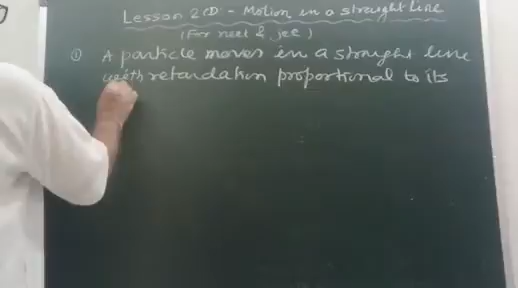 Lesson 2(D) - Motion in a straight line
(For neet & jee)
① A particle moves in a straight line
with retardation proportional to its